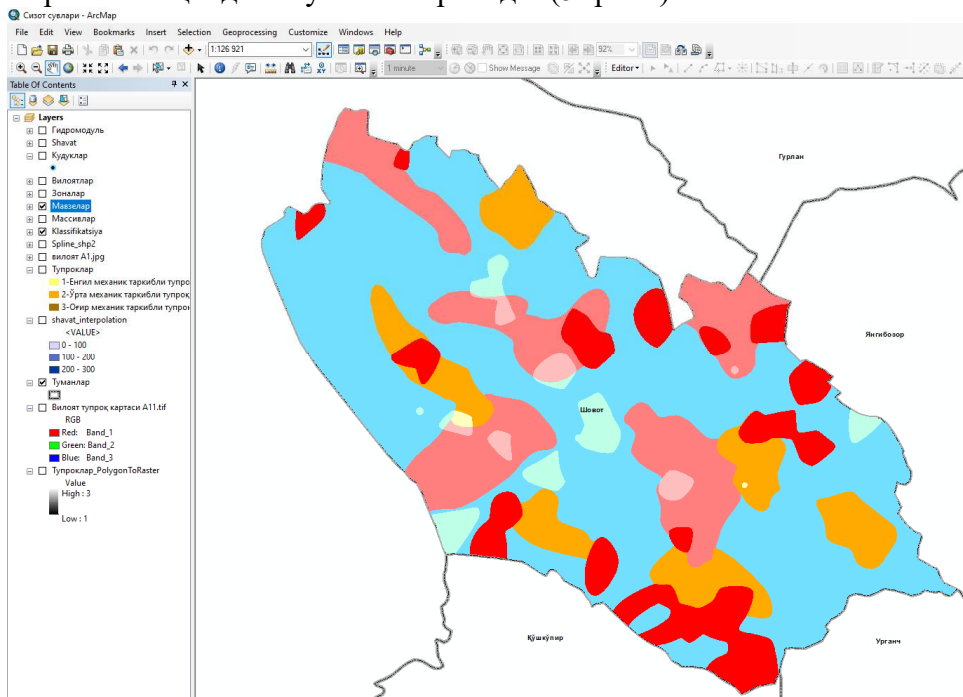 Сизот сувлари - ArcMap
File Edit View Bookmarks Insert Selection Geoprocessing Customize Windows Help
1:126 921
92%
1 minute
Show Message
Editor
Table Of Contents
Layers
Гидромодуль
Shavat
Кудуклар
Вилоятлар
Зоналар
Мавзелар
Массивлар
Klassifikatsiya
Spline_shp2
вилоят А1.jpg
Тупроклар
1-Енгил механик таркибли тупро
2-Ўрта механик таркибли тупроқ
3-Оғир механик таркибли тупрок
shavat_interpolation
<VALUE>
0 - 100
100 - 200
200 - 300
Туманлар
Вилоят тупроқ картаси А11.tif
RGB
Red: Band_1
Green: Band_2
Blue: Band_3
Тупроклар_PolygonToRaster
Value
High : 3
Low : 1
Гурлан
Янгибозор
Шовот
Қўшкўпир
Урганч